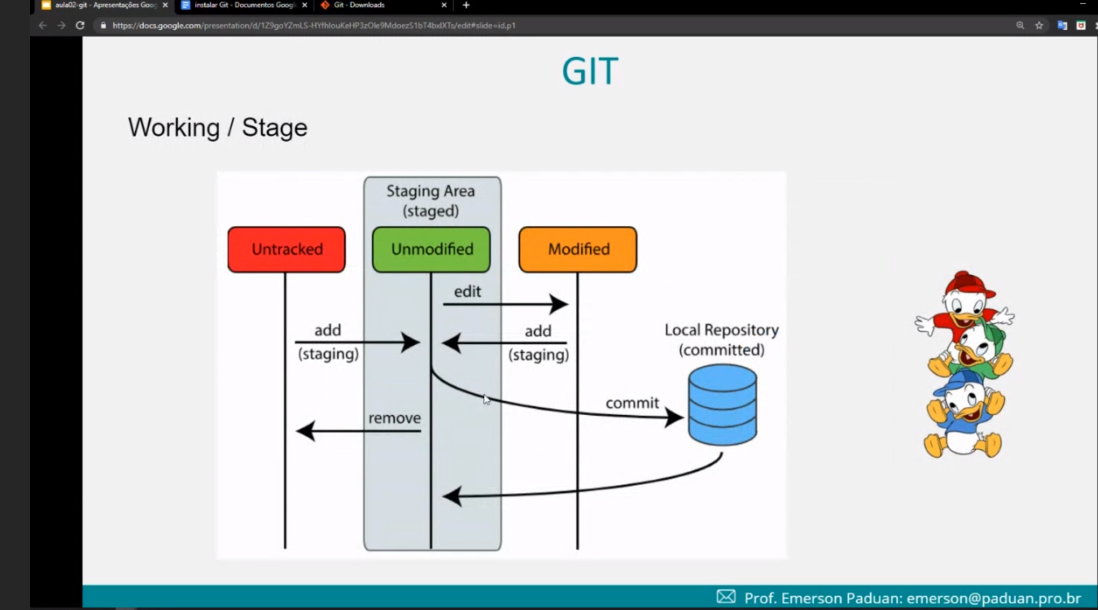 aula02-git - Apresentações Goog
instalar Git - Documentos Google
Git - Downloads
https://docs.google.com/presentation/d/1Z9goYZmLS-HYfhlouKeHP3zOle9MdoezS1bT4bxlXTs/edit#slide=id.p1
GIT
Working / Stage
Staging Area
(staged)
Untracked
Unmodified
Modified
edit
add
(staging)
add
(staging)
Local Repository
(committed)
commit
remove
Prof. Emerson Paduan: emerson@paduan.pro.br